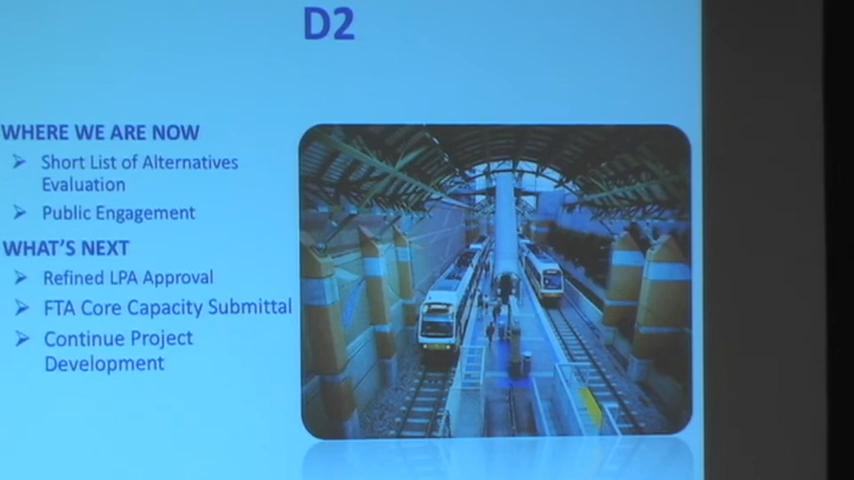 D2
WHERE WE ARE NOW
Short List of Alternatives
Evaluation
Public Engagement
WHAT'S NEXT
Refined LPA Approval
FTA Core Capacity Submittal
Continue Project
Development